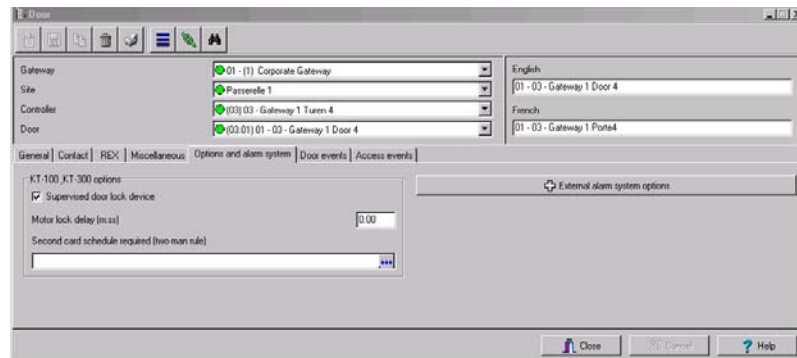 Door
Gateway
01 - (1) Corporate Gateway
Site
Passerelle 1
Controller
(03) 03 - Gateway 1 Turen 4
Door
(03.01) 01 - 03 - Gateway 1 Door 4
English
01 - 03 - Gateway 1 Door 4
French
01 - 03 - Gateway 1 Porte4
General Contact REX Miscellaneous Options and alarm system Door events Access events
KT-100 ,KT-300 options
Supervised door lock device
Motor lock delay (m:ss)
0.00
Second card schedule required (two man rule)
External alarm system options
Close
Cancel
? Help